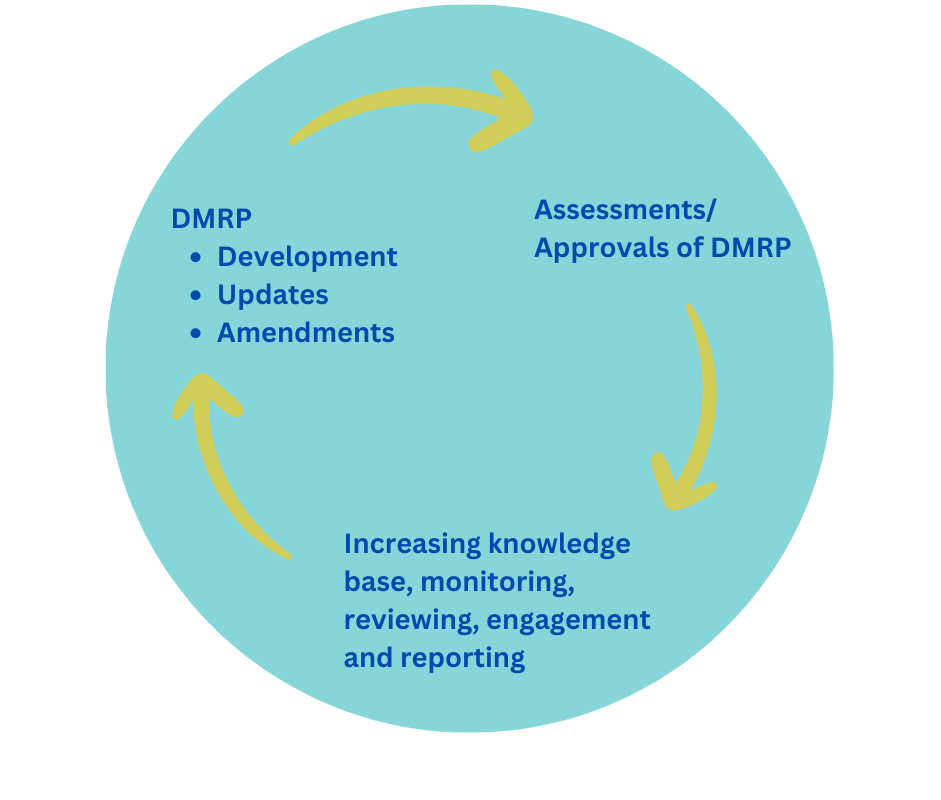 DMRP
• Development
• Updates
• Amendments
Assessments/
Approvals of DMRP
Increasing knowledge
base, monitoring,
reviewing, engagement
and reporting